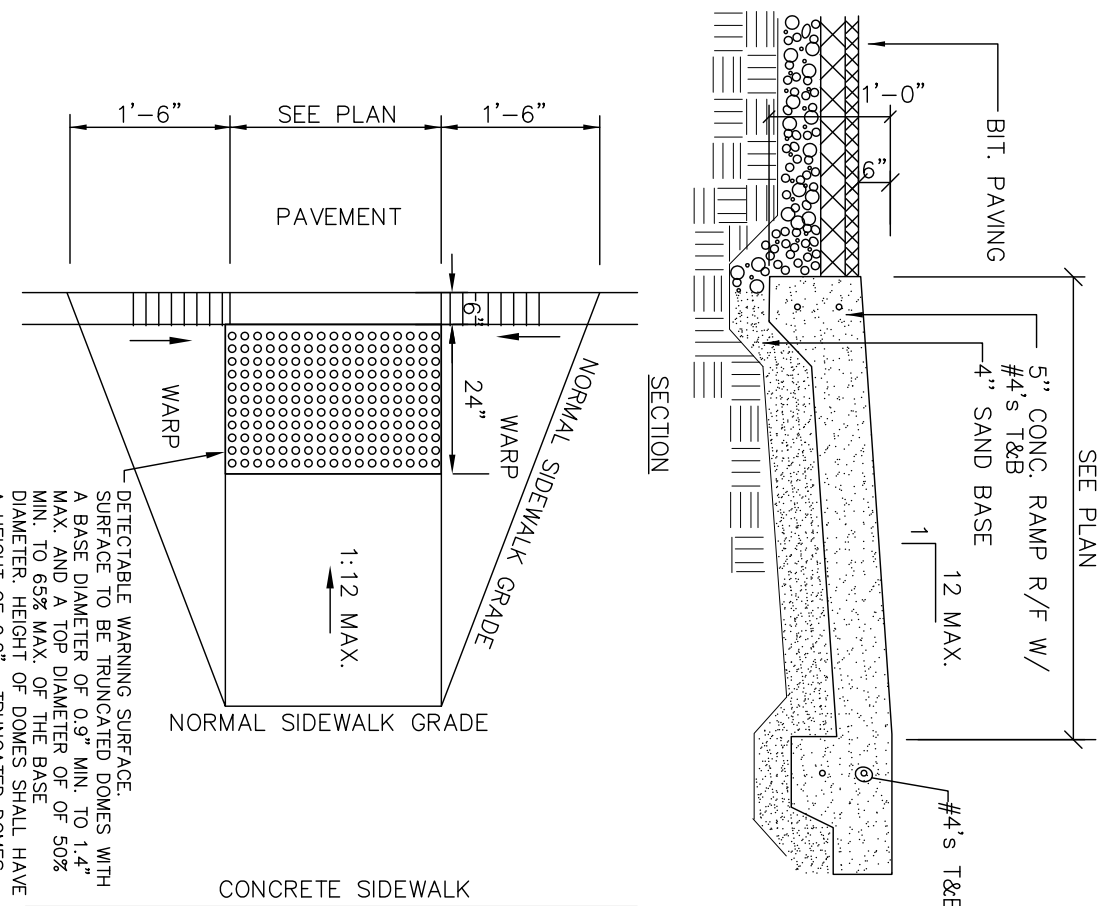 1'-6"
SEE PLAN
1'-6"
PAVEMENT
6"
24"
WARP
WARP
NORMAL SIDEWALK GRADE
1:12 MAX.
NORMAL SIDEWALK GRADE
DETECTABLE WARNING SURFACE.
SURFACE TO BE TRUNCATED DOMES WITH
A BASE DIAMETER OF 0.9" MIN. TO 1.4"
MAX. AND A TOP DIAMETER OF OF 50%
MIN. TO 65% MAX. OF THE BASE
DIAMETER. HEIGHT OF DOMES SHALL HAVE
CONCRETE SIDEWALK
SECTION
1'-0"
6"
BIT. PAVING
SEE PLAN
5" CONC. RAMP R/F W/
#4's T&B
4" SAND BASE
1
12 MAX.
#4's T&B